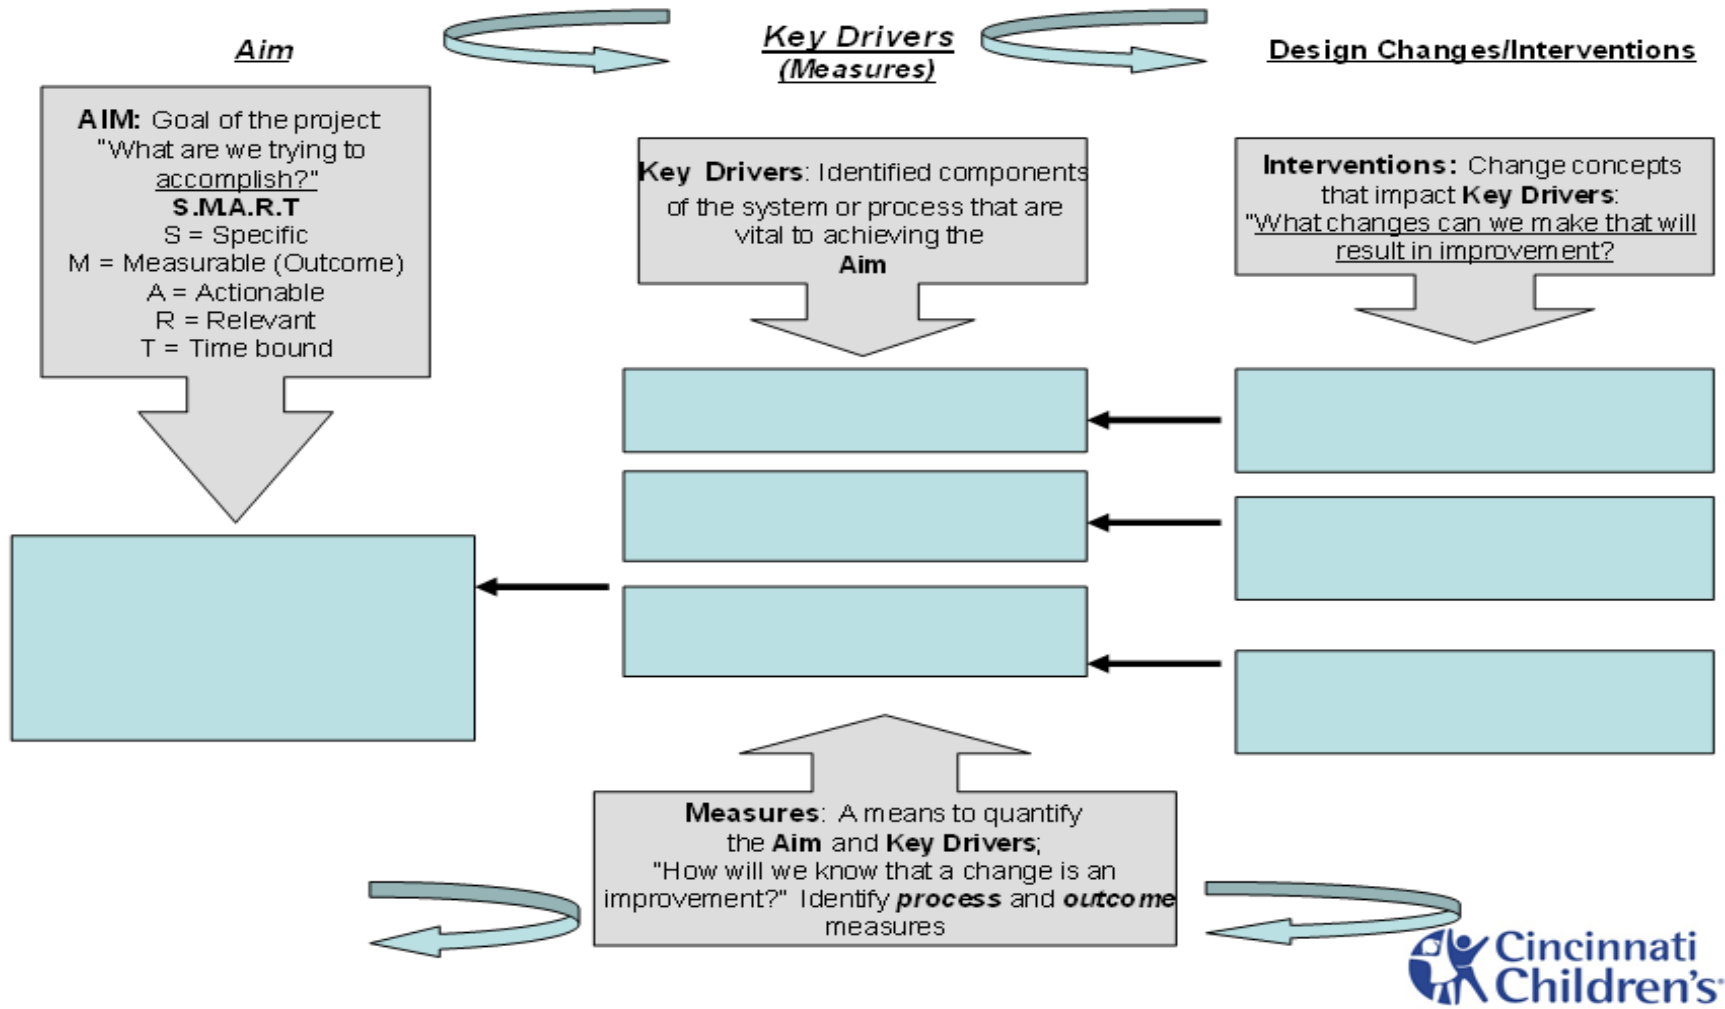 Aim
Key Drivers
(Measures)
Design Changes/Interventions
AIM: Goal of the project
"What are we trying to
accomplish?"
S.M.A.R.T
S = Specific
M = Measurable (Outcome)
A = Actionable
R = Relevant
T = Time bound
Key Drivers: Identified components
of the system or process that are
vital to achieving the
Aim
Interventions: Change concepts
that impact Key Drivers:
"What changes can we make that will
result in improvement?
Measures: A means to quantify
the Aim and Key Drivers;
"How will we know that a change is an
improvement?" Identify process and outcome
measures
Cincinnati
Children's